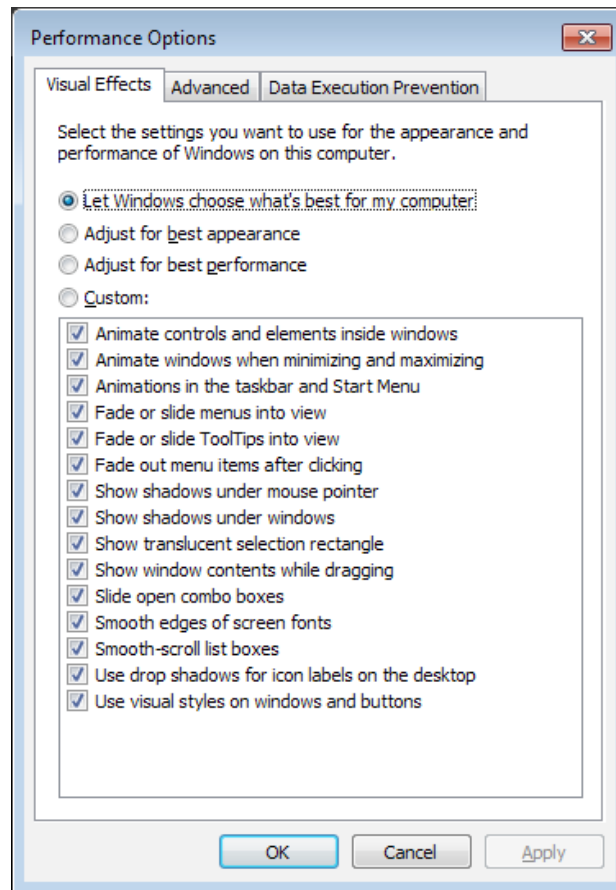 Performance Options
Visual Effects Advanced Data Execution Prevention
Select the settings you want to use for the appearance and
performance of Windows on this computer.
Let Windows choose what's best for my computer
Adjust for best appearance
Adjust for best performance
Custom:
Animate controls and elements inside windows
Animate windows when minimizing and maximizing
Animations in the taskbar and Start Menu
Fade or slide menus into view
Fade or slide ToolTips into view
Fade out menu items after clicking
Show shadows under mouse pointer
Show shadows under windows
Show translucent selection rectangle
Show window contents while dragging
Slide open combo boxes
Smooth edges of screen fonts
Smooth-scroll list boxes
Use drop shadows for icon labels on the desktop
Use visual styles on windows and buttons
OK Cancel Apply